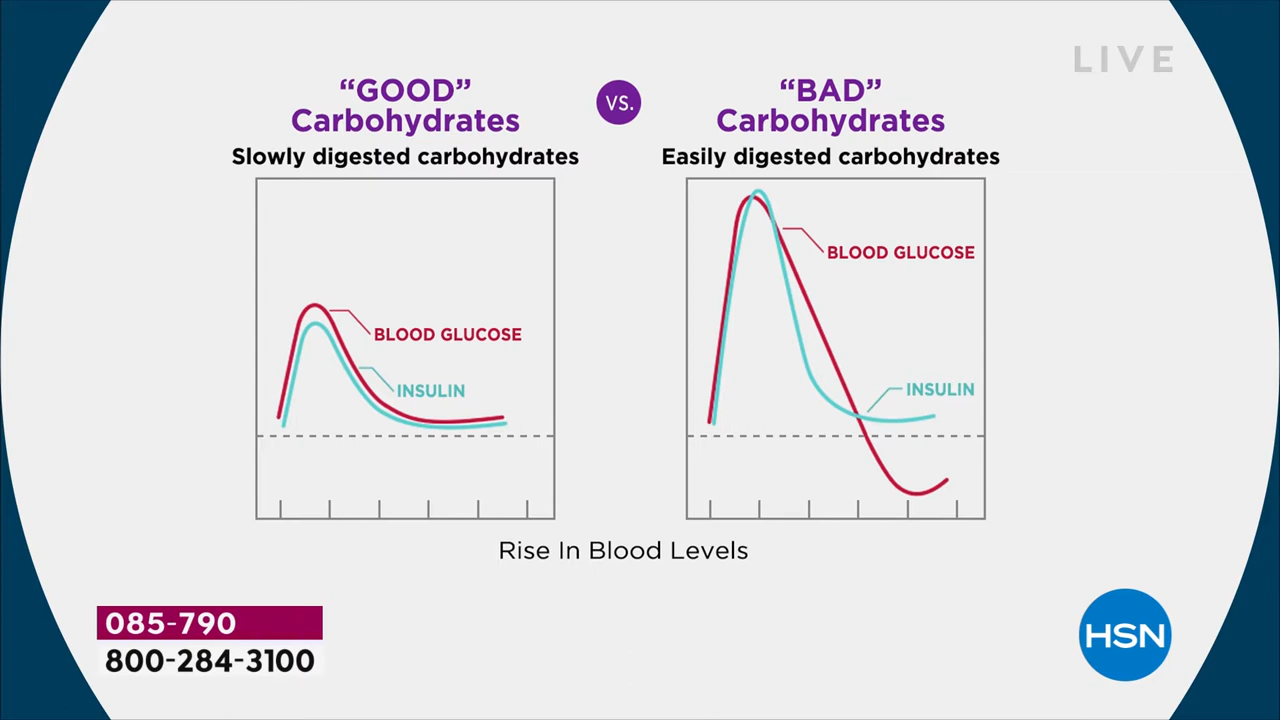 LIVE
“GOOD”
Carbohydrates
Slowly digested carbohydrates
VS.
“BAD”
Carbohydrates
Easily digested carbohydrates
BLOOD GLUCOSE
INSULIN
BLOOD GLUCOSE
INSULIN
Rise In Blood Levels
085-790
800-284-3100
HSN